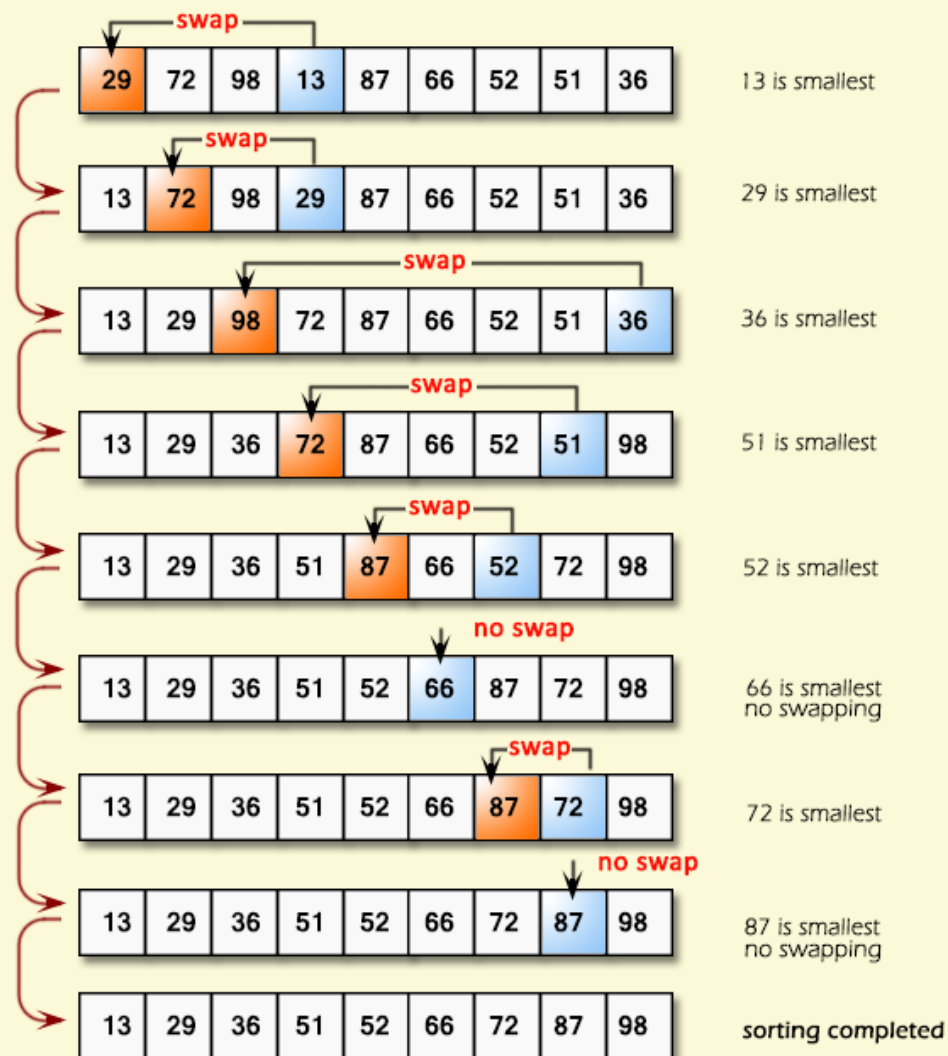 swap
29 72 98 13 87 66 52 51 36 13 is smallest
swap
13 72 98 29 87 66 52 51 36 29 is smallest
swap
13 29 98 72 87 66 52 51 36 36 is smallest
swap
13 29 36 72 87 66 52 51 98 51 is smallest
swap
13 29 36 51 87 66 52 72 98 52 is smallest
no swap
13 29 36 51 52 66 87 72 98 66 is smallest
no swapping
swap
13 29 36 51 52 66 87 72 98 72 is smallest
no swap
13 29 36 51 52 66 72 87 98 87 is smallest
no swapping
13 29 36 51 52 66 72 87 98 sorting completed